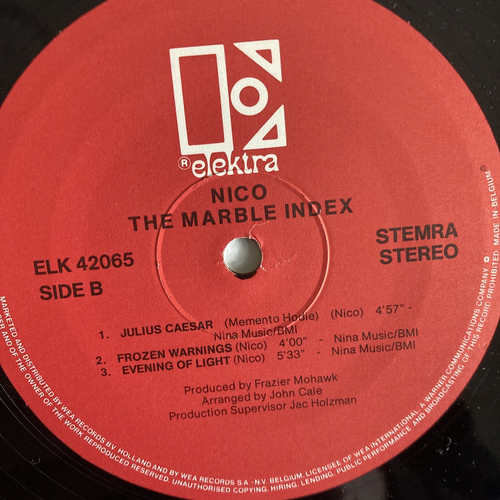 ® elektra
NICO
THE MARBLE INDEX
ELK 42065
SIDE B
STEMRA
STEREO
1. JULIUS CAESAR (Memento Hodie) (Nico) 4'57" -
Nina Music/BMI
2. FROZEN WARNINGS (Nico) 4'00" - Nina Music/BMI
3. EVENING OF LIGHT (Nico) 5'33" - Nina Music/BMI
Produced by Frazier Mohawk
Arranged by John Cale
Production Supervisor Jac Holzman
MARKETED AND DISTRIBUTED BY WEA RECORDS B.V. HOLLAND AND BY WEA RECORDS S.A.-N.V. BELGIUM, LICENSEE OF WEA INTERNATIONAL A WARNER COMMUNICATIONS COMPANY
AND OF THE OWNER OF THE WORK REPRODUCED RESERVED. UNAUTHORISED COPYING, HIRING, LENDING, PUBLIC PERFORMANCE AND BROADCASTING OF THIS RECORD PROHIBITED. MADE IN BELGIUM